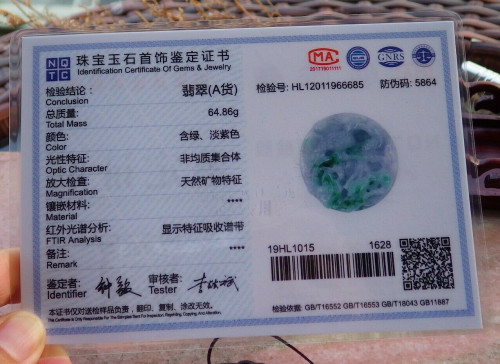 NQ
TC
珠宝玉石首饰鉴定证书
Identification Certificate Of Gems & Jewelry
MA
GNRS
检验结论:
Conclusion
翡翠(A货)
检验号: HL12011966685
防伪码: 5864
总质量:
Total Mass
64.86g
颜色:
Color
含绿、淡紫色
光性特征:
Optic Character
非均质集合体
放大检查:
Magnification
天然矿物特征
镶嵌材料:
Material
****
红外光谱分析:
FTIR Analysis
显示特征吸收谱带
备注:
Remark
****
19HL1015
1628
鉴定者:
Identifier
审核者:
Tester
本证书仅对送检样品负责, 翻印、复制、涂改无效。
检验依据: GB/T16552 GB/T16553 GB/T18043 GB11887